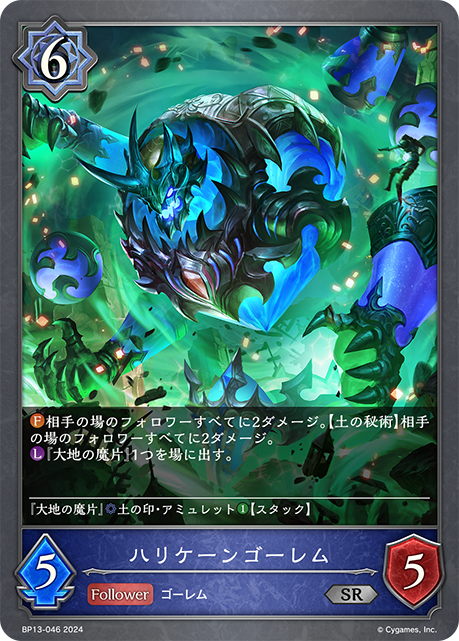 6
Ⓕ相手の場のフォロワーすべてに2ダメージ。【土の秘術】相手
の場のフォロワーすべてに2ダメージ。
Ⓛ『大地の魔片』1つを場に出す。
『大地の魔片』土の印・アミュレット①【スタック】
ハリケーンゴーレム
5
Follower ゴーレム
SR
5
BP13-046 2024
© Cygames, Inc.